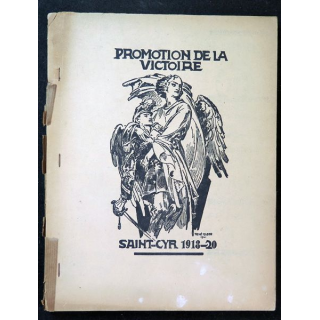 PROMOTION DE LA
VICTOIRE
SAINT-CYR 1918-20